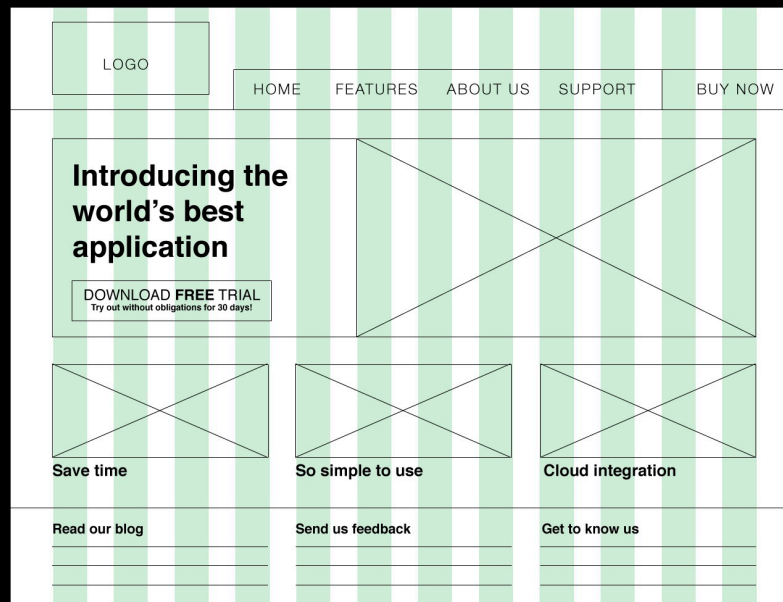 LOGO
HOME FEATURES ABOUT US SUPPORT BUY NOW
Introducing the
world’s best
application
DOWNLOAD FREE TRIAL
Try out without obligations for 30 days!
Save time So simple to use Cloud integration
Read our blog Send us feedback Get to know us